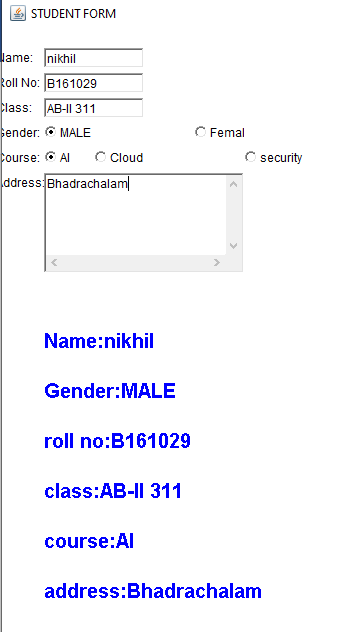 STUDENT FORM
Name: nikhil
Roll No: B161029
Class: AB-II 311
Gender: MALE Femal
Course: AI Cloud security
Address: Bhadrachalam
Name:nikhil
Gender:MALE
roll no:B161029
class:AB-II 311
course:AI
address:Bhadrachalam